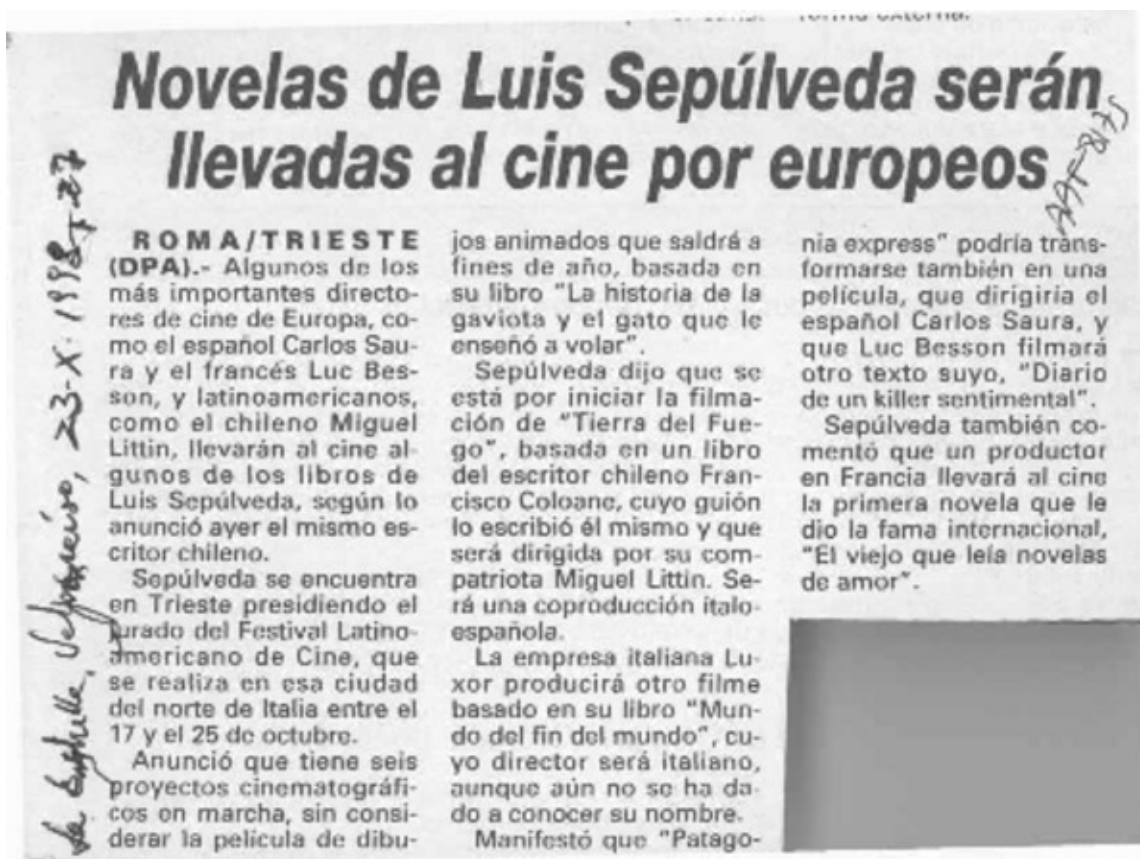 Novelas de Luis Sepúlveda serán
llevadas al cine por europeos
AAF-8175
ROMA/TRIESTE
(DPA).- Algunos de los
más importantes directo-
res de cine de Europa, co-
mo el español Carlos Sau-
ra y el francés Luc Bes-
son, y latinoamericanos,
como el chileno Miguel
Littin, llevarán al cine al-
gunos de los libros de
Luis Sepúlveda, según lo
anunció ayer el mismo es-
critor chileno.
Sepúlveda se encuentra
en Trieste presidiendo el
jurado del Festival Latino-
americano de Cine, que
se realiza en esa ciudad
del norte de Italia entre el
17 y el 25 de octubre.
Anunció que tiene seis
proyectos cinematográfi-
cos en marcha, sin consi-
derar la película de dibu-
jos animados que saldrá a
fines de año, basada en
su libro "La historia de la
gaviota y el gato que le
enseñó a volar".
Sepúlveda dijo que se
está por iniciar la filma-
ción de "Tierra del Fue-
go", basada en un libro
del escritor chileno Fran-
cisco Coloane, cuyo guión
lo escribió él mismo y que
será dirigida por su com-
patriota Miguel Littin. Se-
rá una coproducción italo-
española.
La empresa italiana Lu-
xor producirá otro filme
basado en su libro "Mun-
do del fin del mundo", cu-
yo director será italiano,
aunque aún no se ha da-
do a conocer su nombre.
Manifestó que "Patago-
nia express" podría trans-
formarse también en una
película, que dirigiría el
español Carlos Saura, y
que Luc Besson filmará
otro texto suyo, "Diario
de un killer sentimental".
Sepúlveda también co-
mentó que un productor
en Francia llevará al cine
la primera novela que le
dio la fama internacional,
"El viejo que leía novelas
de amor".
La Estrella, Valparaíso, 23-X-1998